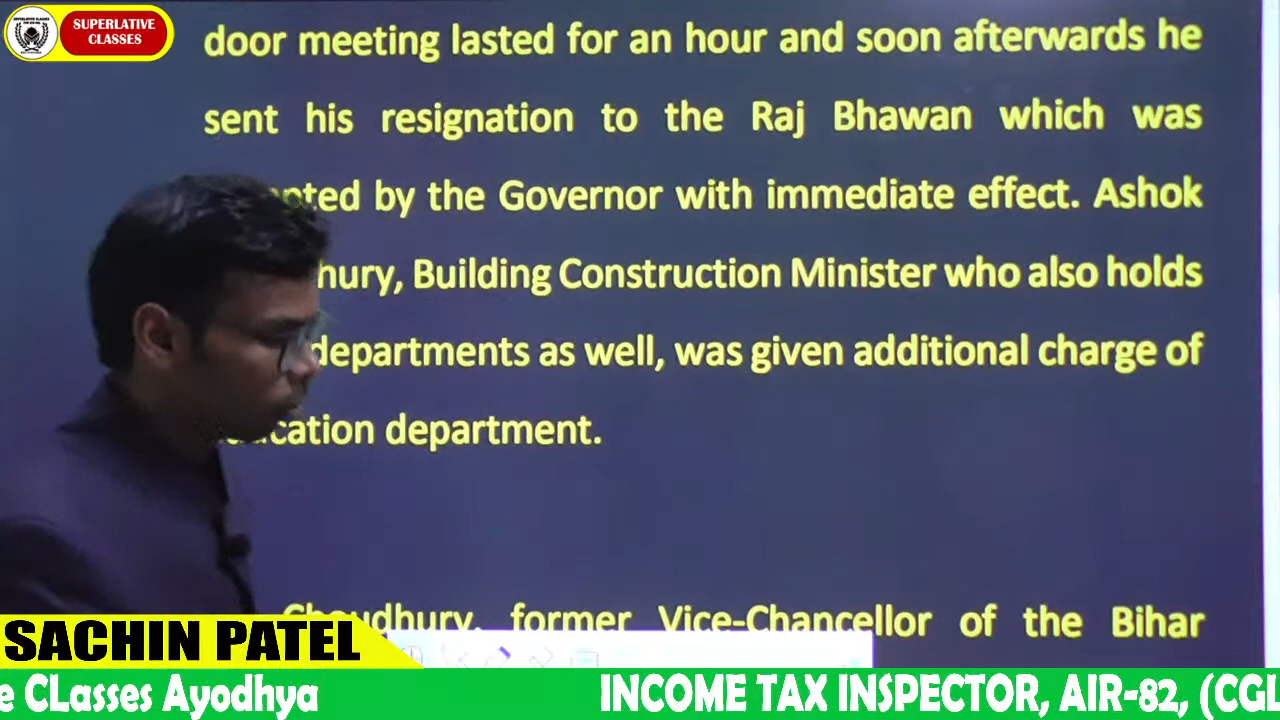 SUPERLATIVE
CLASSES
door meeting lasted for an hour and soon afterwards he
sent his resignation to the Raj Bhawan which was
by the Governor with immediate effect. Ashok
Building Construction Minister who also holds
departments as well, was given additional charge of
department.
Choudhury, former Vice-Chancellor of the Bihar
SACHIN PATEL
e CLasses Ayodhya
INCOME TAX INSPECTOR, AIR-82, (CGL